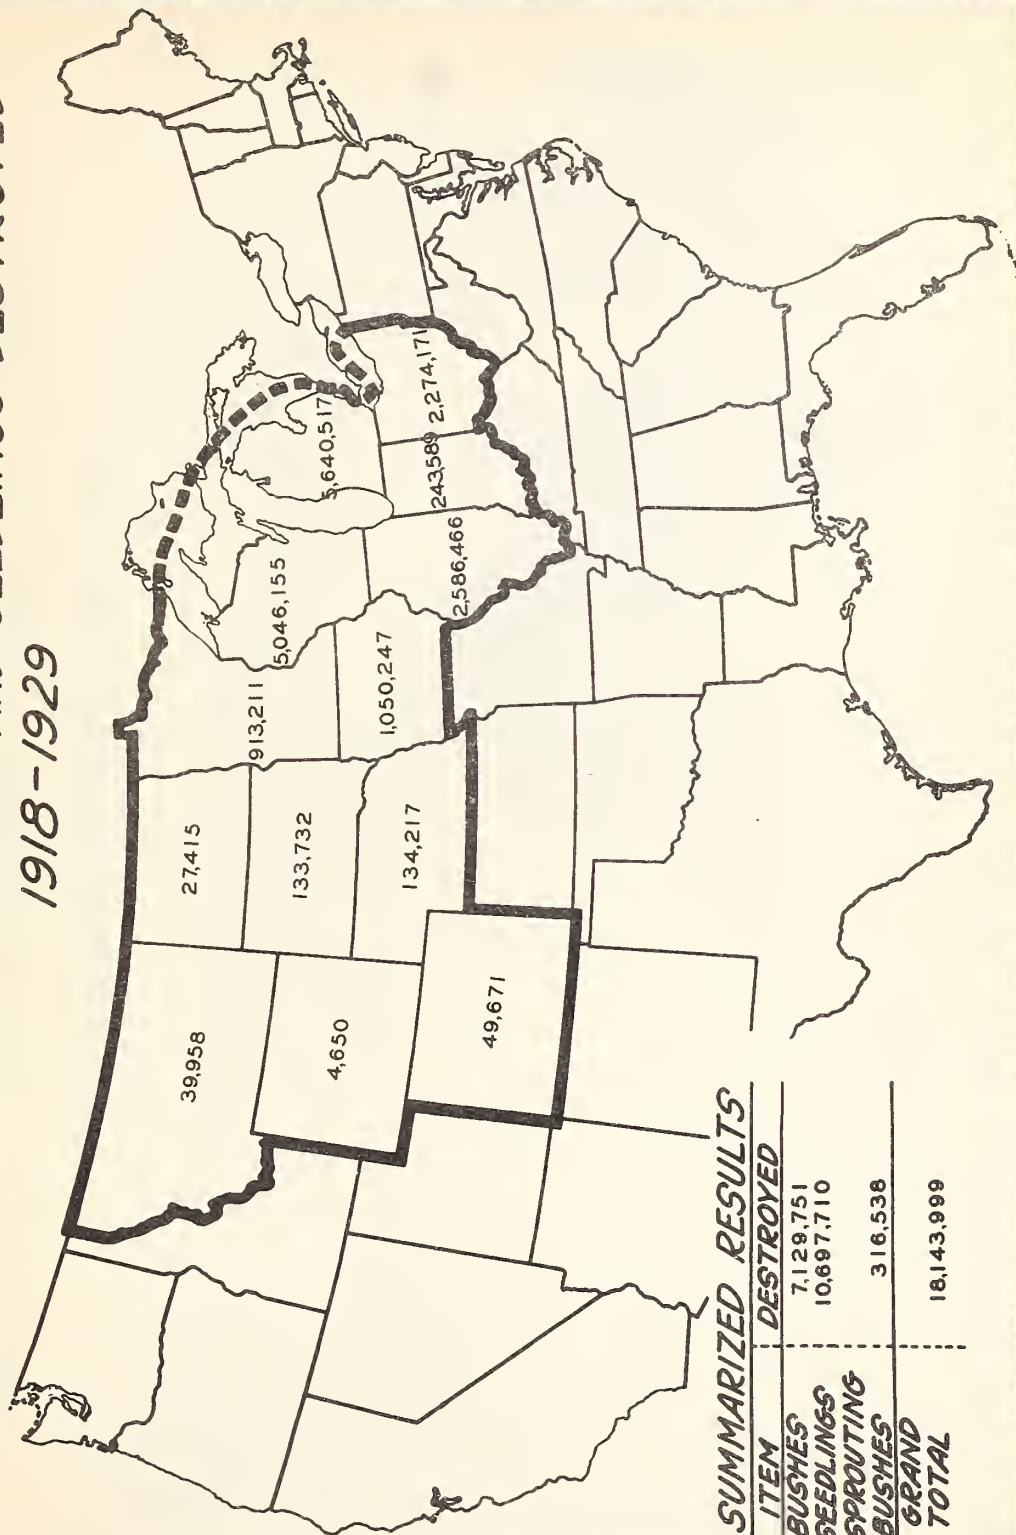 1918-1929
39,958
27,415
913,211
5,046,155
5,640,517
4,650
133,732
1,050,247
2,586,466
243,589
2,274,171
134,217
49,671
SUMMARIZED RESULTS
ITEM DESTROYED
BUSHES 7,129,751
SEEDLINGS 10,697,710
SPROUTING
BUSHES 316,538
GRAND
TOTAL 18,143,999